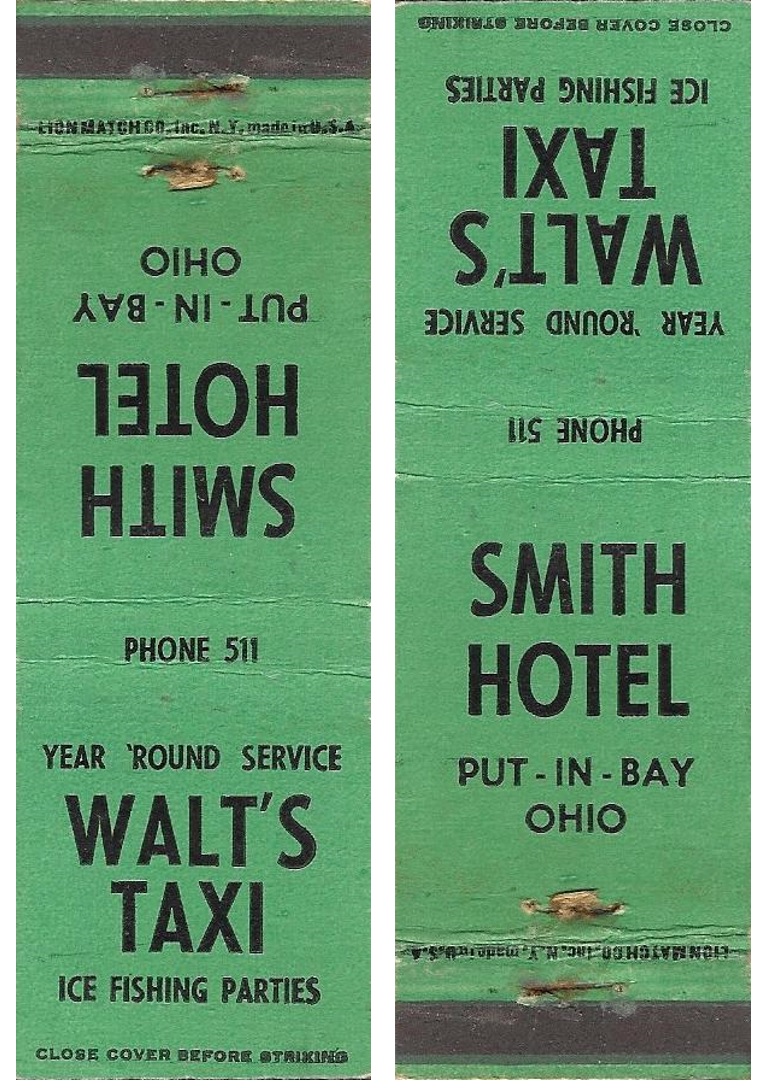 LION MATCH CO., Inc. N. Y., made in U.S.A.
SMITH
HOTEL
PUT-IN-BAY
OHIO
PHONE 511
YEAR 'ROUND SERVICE
WALT'S
TAXI
ICE FISHING PARTIES
CLOSE COVER BEFORE STRIKING
CLOSE COVER BEFORE STRIKING
YEAR 'ROUND SERVICE
WALT'S
TAXI
ICE FISHING PARTIES
PHONE 511
SMITH
HOTEL
PUT-IN-BAY
OHIO
LION MATCH CO., Inc. N. Y., made in U.S.A.